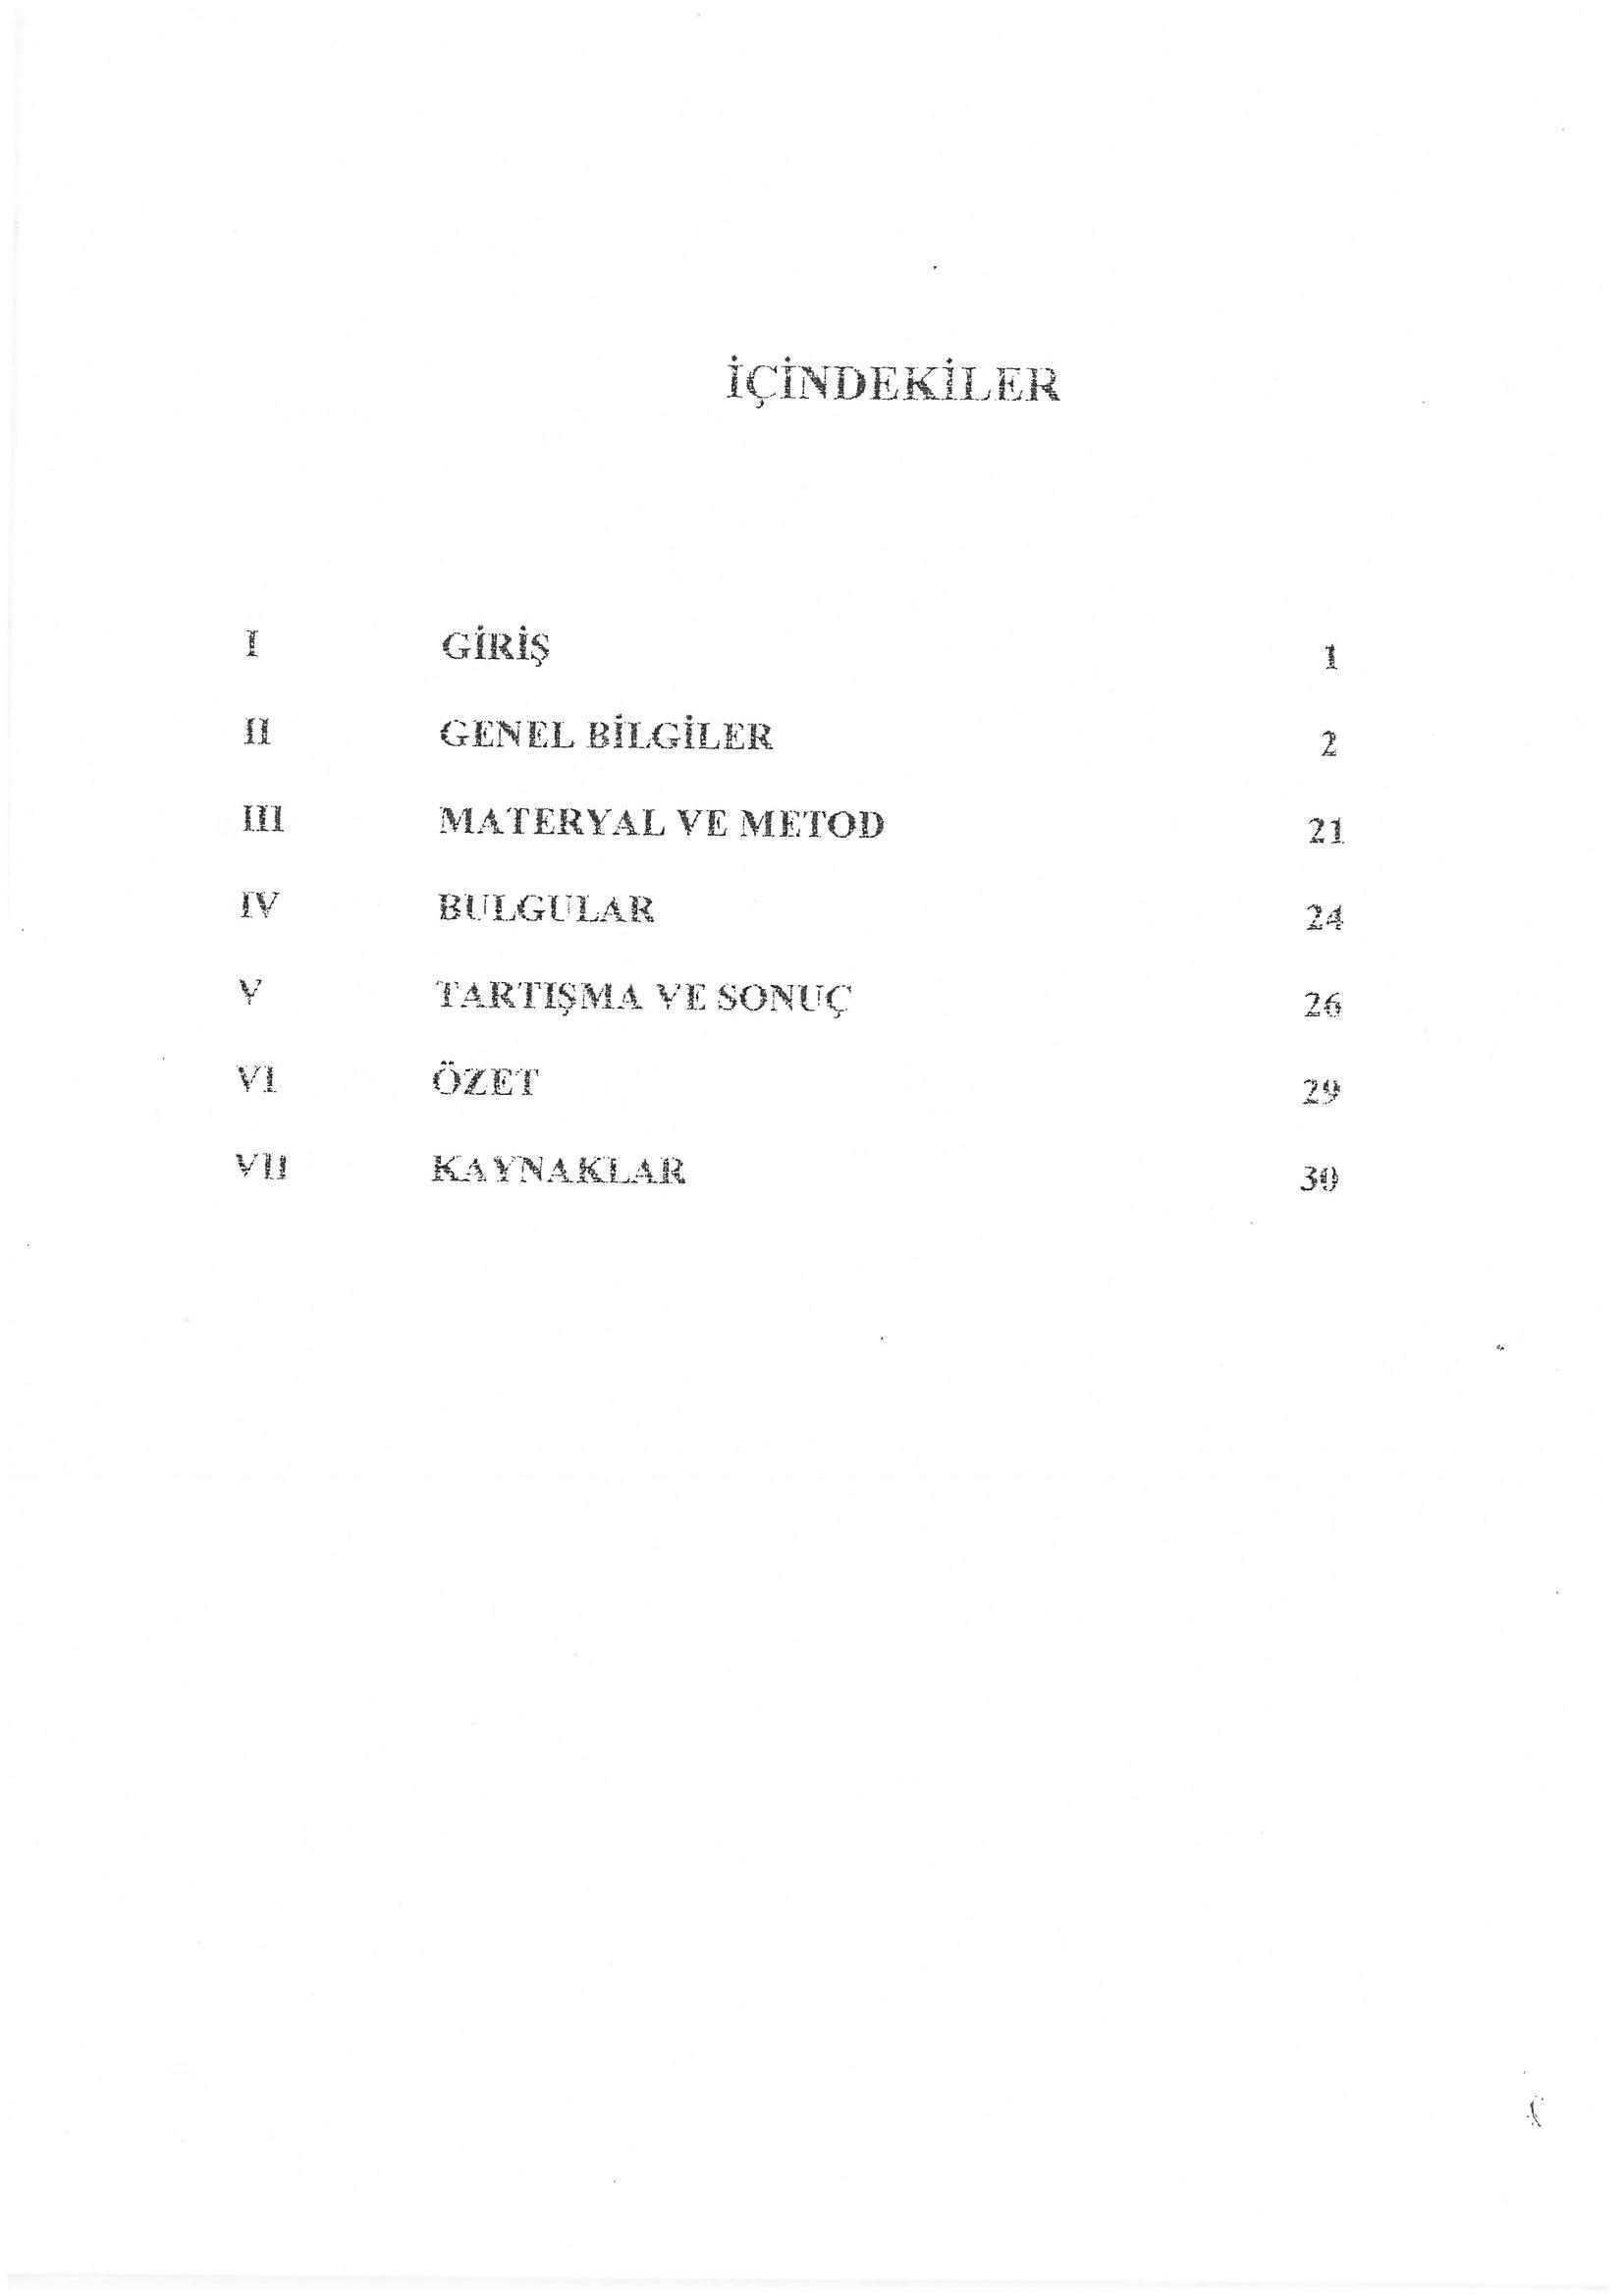 İÇİNDEKİLER
I GİRİŞ 1
II GENEL BİLGİLER 2
III MATERYAL VE METOD 21
IV BULGULAR 24
V TARTIŞMA VE SONUÇ 26
VI ÖZET 29
VII KAYNAKLAR 30